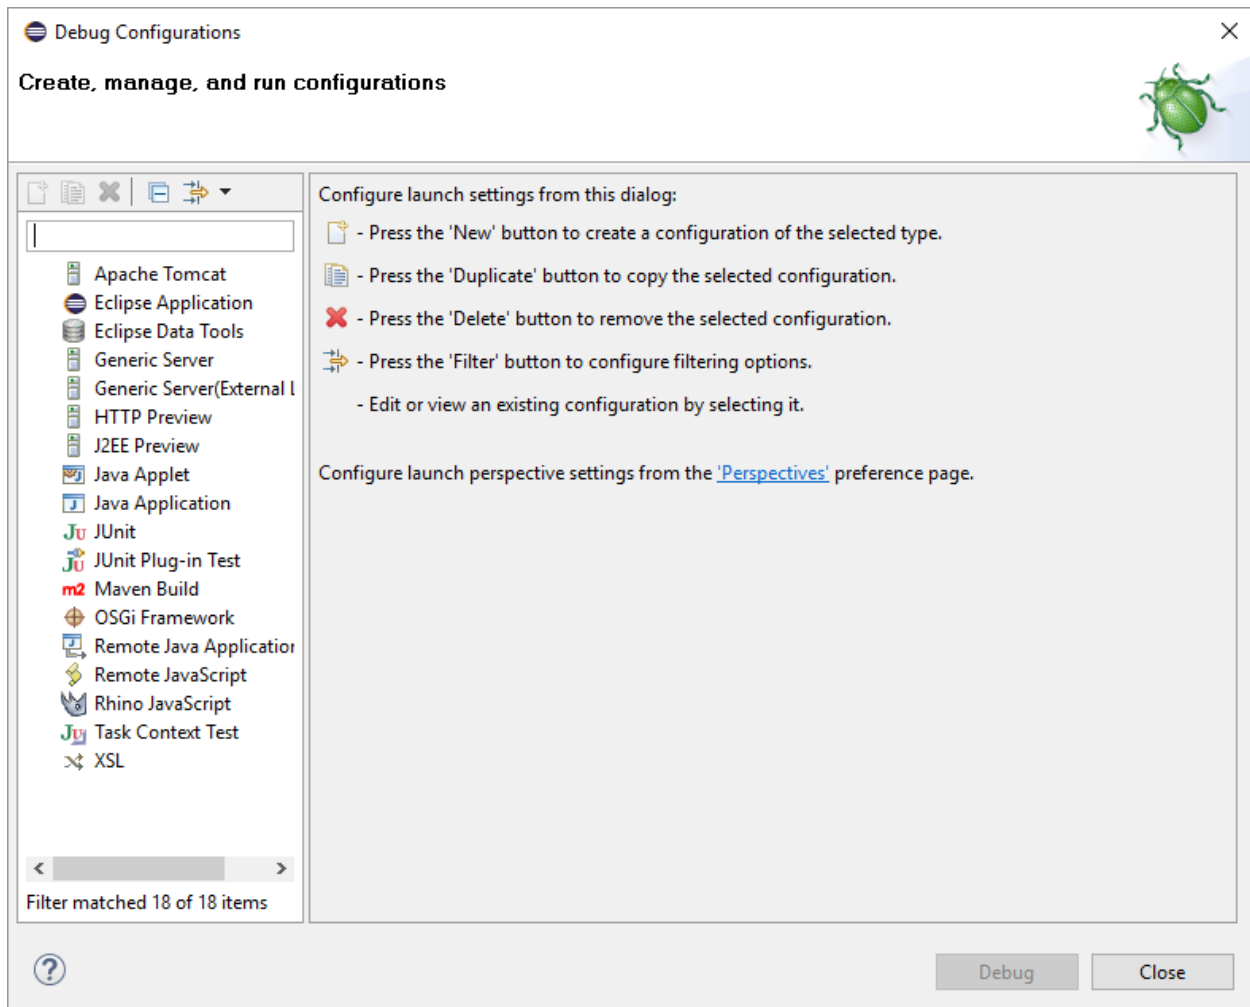 Debug Configurations
Create, manage, and run configurations
Configure launch settings from this dialog:
- Press the 'New' button to create a configuration of the selected type.
- Press the 'Duplicate' button to copy the selected configuration.
- Press the 'Delete' button to remove the selected configuration.
- Press the 'Filter' button to configure filtering options.
- Edit or view an existing configuration by selecting it.
Configure launch perspective settings from the 'Perspectives' preference page.
Apache Tomcat
Eclipse Application
Eclipse Data Tools
Generic Server
Generic Server(External L
HTTP Preview
J2EE Preview
Java Applet
Java Application
Ju JUnit
Ju JUnit Plug-in Test
m2 Maven Build
OSGi Framework
Remote Java Application
Remote JavaScript
Rhino JavaScript
Ju Task Context Test
XSL
Filter matched 18 of 18 items
Debug
Close